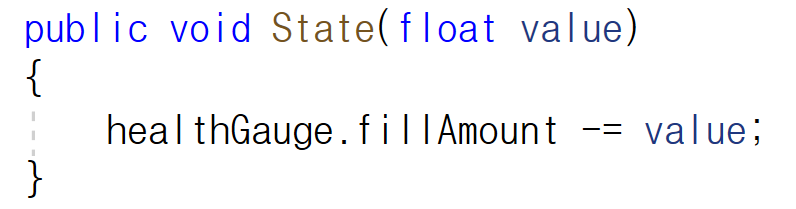 public void State(float value)
{
    healthGauge.fillAmount -= value;
}